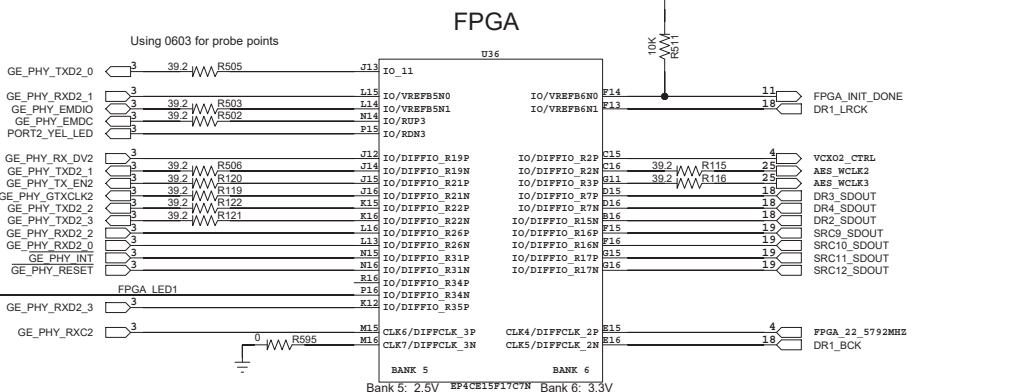 FPGA
Using 0603 for probe points
10K
R511
U36
GE_PHY_TXD2_0 3 39.2 R505 J13 IO_11
GE_PHY_RXD2_1 3 L15 IO/VREFB5N0 IO/VREFB6N0 F14 11 FPGA_INIT_DONE
GE_PHY_EMDIO 3 39.2 R503 L14 IO/VREFB5N1 IO/VREFB6N1 F13 18 DR1_LRCK
GE_PHY_EMDC 3 39.2 R502 N14 IO/RUP3
PORT2_YEL_LED 3 P15 IO/RDN3
GE_PHY_RX_DV2 3 J12 IO/DIFFIO_R19P IO/DIFFIO_R2P C15 4 VCXO2_CTRL
GE_PHY_TXD2_1 3 39.2 R506 J14 IO/DIFFIO_R19N IO/DIFFIO_R2N C16 39.2 R115 25 AES_WCLK2
GE_PHY_TX_EN2 3 39.2 R120 J15 IO/DIFFIO_R21P IO/DIFFIO_R3P G11 39.2 R116 25 AES_WCLK3
GE_PHY_GTXCLK2 3 39.2 R119 J16 IO/DIFFIO_R21N IO/DIFFIO_R7P D15 18 DR3_SDOUT
GE_PHY_TXD2_2 3 39.2 R122 K15 IO/DIFFIO_R22P IO/DIFFIO_R7N D16 18 DR4_SDOUT
GE_PHY_TXD2_3 3 39.2 R121 K16 IO/DIFFIO_R22N IO/DIFFIO_R15N B16 18 DR2_SDOUT
GE_PHY_RXD2_2 3 L16 IO/DIFFIO_R26P IO/DIFFIO_R16P F15 19 SRC9_SDOUT
GE_PHY_RXD2_0 3 L13 IO/DIFFIO_R26N IO/DIFFIO_R16N F16 19 SRC10_SDOUT
GE_PHY_INT 3 N15 IO/DIFFIO_R31P IO/DIFFIO_R17P G15 19 SRC11_SDOUT
GE_PHY_RESET 3 N16 IO/DIFFIO_R31N IO/DIFFIO_R17N G16 19 SRC12_SDOUT
R16 IO/DIFFIO_R34P
FPGA_LED1 P16 IO/DIFFIO_R34N
GE_PHY_RXD2_3 3 K12 IO/DIFFIO_R35P
GE_PHY_RXC2 3 M15 CLK6/DIFFCLK_3P CLK4/DIFFCLK_2P E15 4 FPGA_22_5792MHZ
0 R595 M16 CLK7/DIFFCLK_3N CLK5/DIFFCLK_2N E16 18 DR1_BCK
BANK 5 BANK 6
Bank 5: 2.5V EP4CE15F17C7N Bank 6: 3.3V